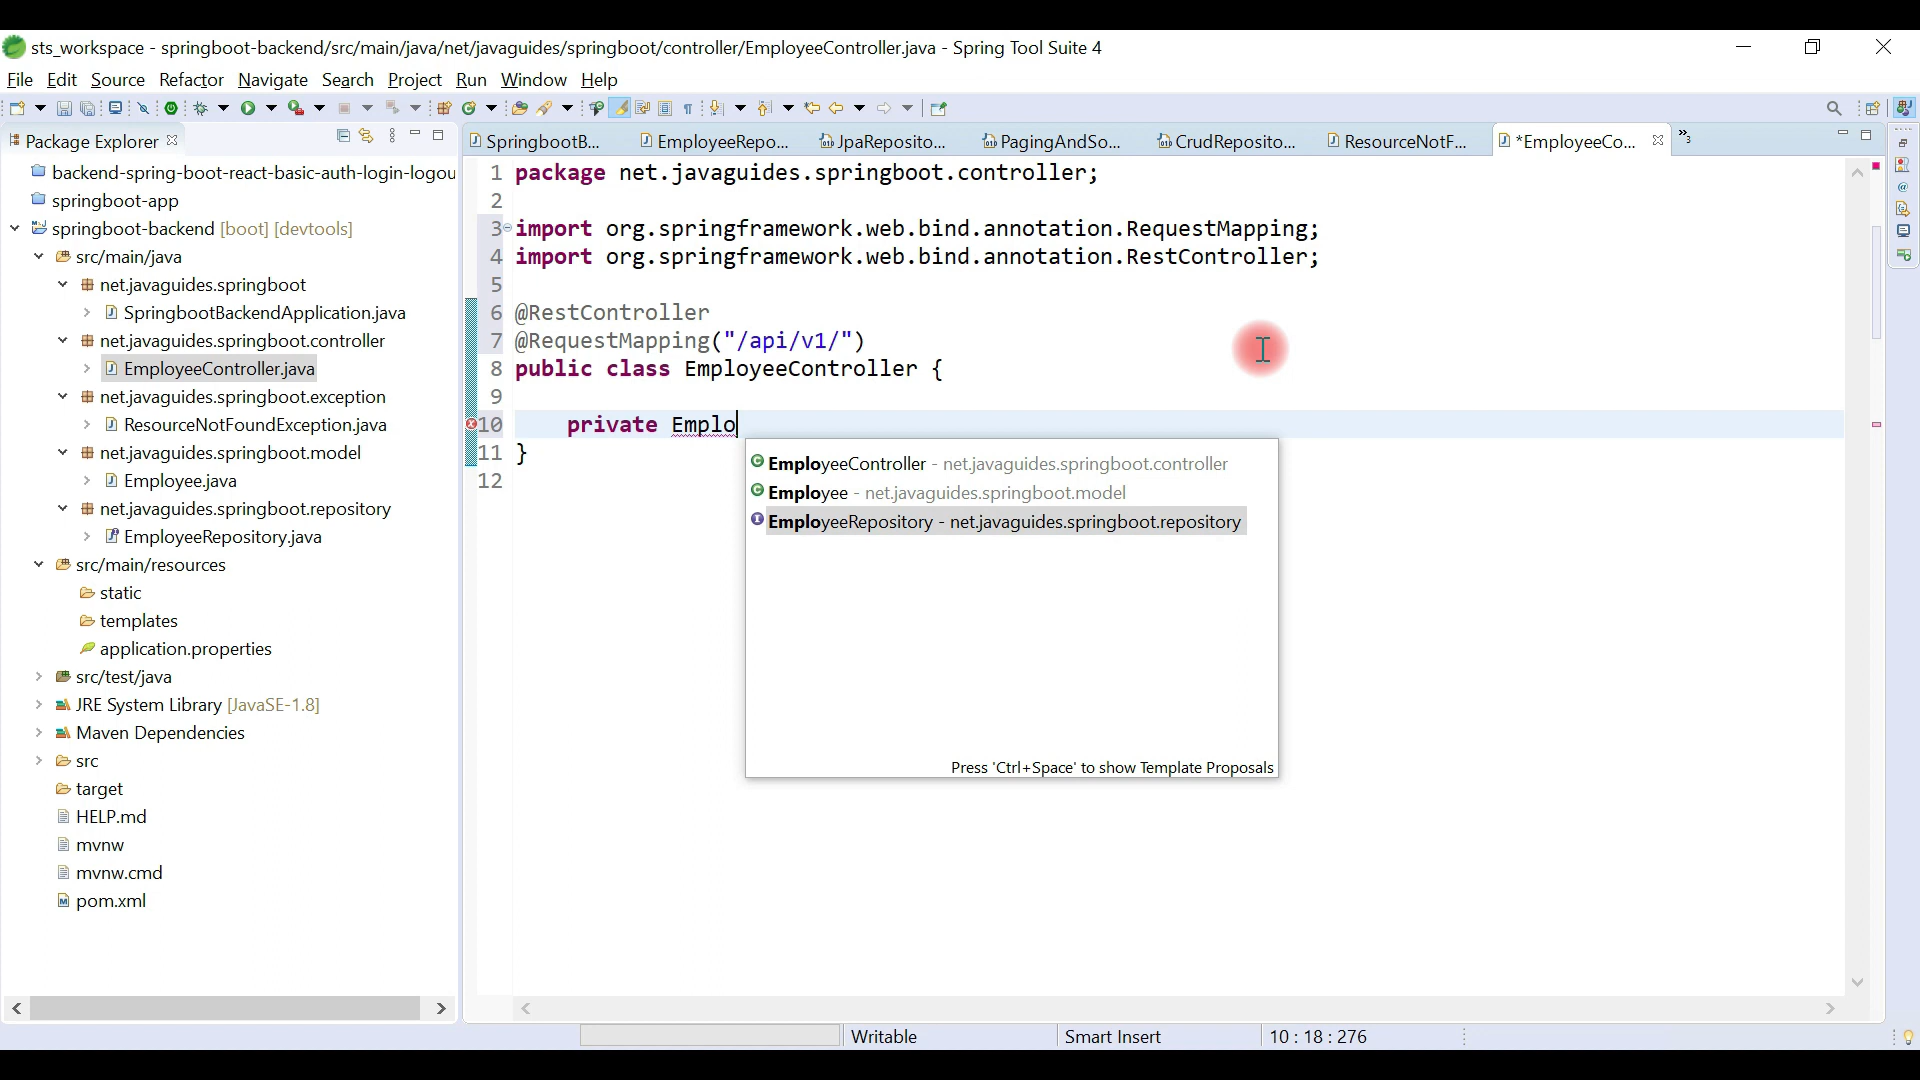 sts_workspace - springboot-backend/src/main/java/net/javaguides/springboot/controller/EmployeeController.java - Spring Tool Suite 4
File Edit Source Refactor Navigate Search Project Run Window Help
Package Explorer
SpringbootB... EmployeeRepo... JpaReposito... PagingAndSo... CrudReposito... ResourceNotF... *EmployeeCo... »3
backend-spring-boot-react-basic-auth-login-logou
springboot-app
springboot-backend [boot] [devtools]
src/main/java
net.javaguides.springboot
SpringbootBackendApplication.java
net.javaguides.springboot.controller
EmployeeController.java
net.javaguides.springboot.exception
ResourceNotFoundException.java
net.javaguides.springboot.model
Employee.java
net.javaguides.springboot.repository
EmployeeRepository.java
src/main/resources
static
templates
application.properties
src/test/java
JRE System Library [JavaSE-1.8]
Maven Dependencies
src
target
HELP.md
mvnw
mvnw.cmd
pom.xml
1 package net.javaguides.springboot.controller;
2
3 import org.springframework.web.bind.annotation.RequestMapping;
4 import org.springframework.web.bind.annotation.RestController;
5
6 @RestController
7 @RequestMapping("/api/v1/")
8 public class EmployeeController {
9
10 private Emplo
11 }
12
EmployeeController - net.javaguides.springboot.controller
Employee - net.javaguides.springboot.model
EmployeeRepository - net.javaguides.springboot.repository
Press 'Ctrl+Space' to show Template Proposals
Writable Smart Insert 10 : 18 : 276